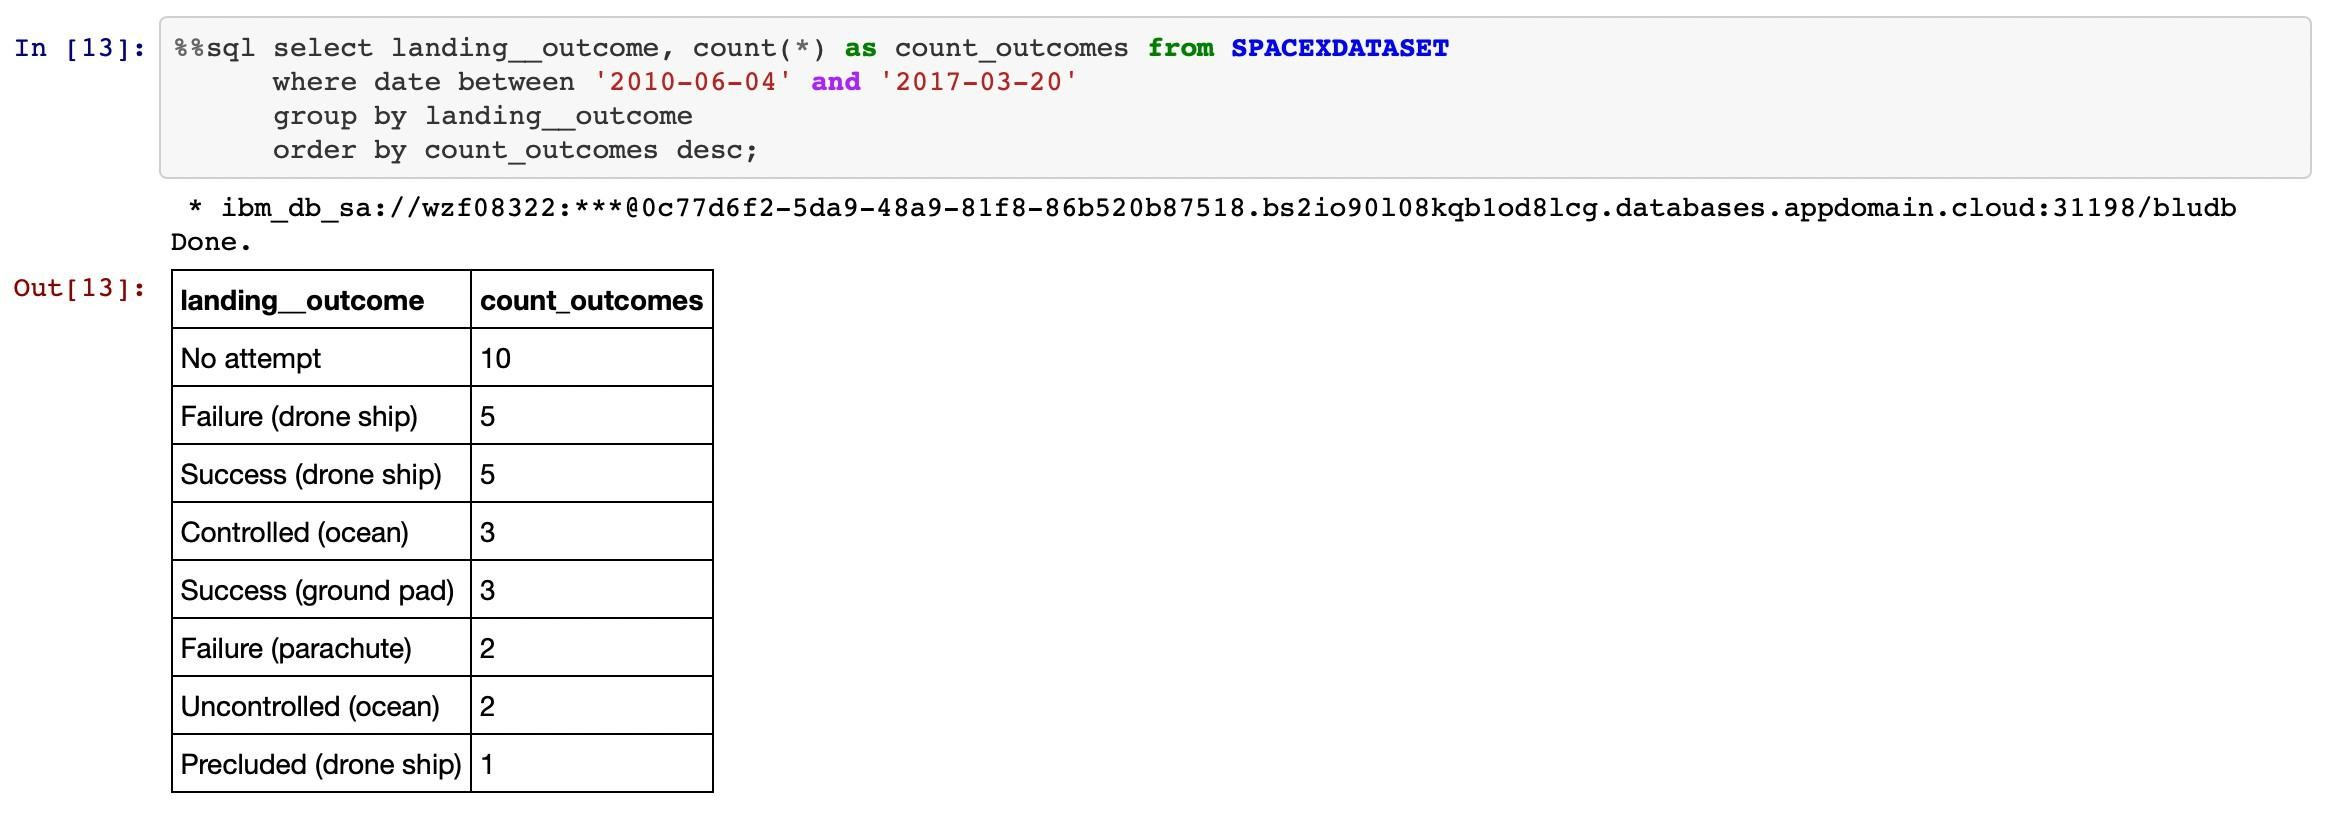 In [13]: %%sql select landing__outcome, count(*) as count_outcomes from SPACEXDATASET
where date between '2010-06-04' and '2017-03-20'
group by landing__outcome
order by count_outcomes desc;
* ibm_db_sa://wzf08322:***@0c77d6f2-5da9-48a9-81f8-86b520b87518.bs2io90l08kqb1od8lcg.databases.appdomain.cloud:31198/bludb
Done.
Out[13]:
landing__outcome count_outcomes
No attempt 10
Failure (drone ship) 5
Success (drone ship) 5
Controlled (ocean) 3
Success (ground pad) 3
Failure (parachute) 2
Uncontrolled (ocean) 2
Precluded (drone ship) 1